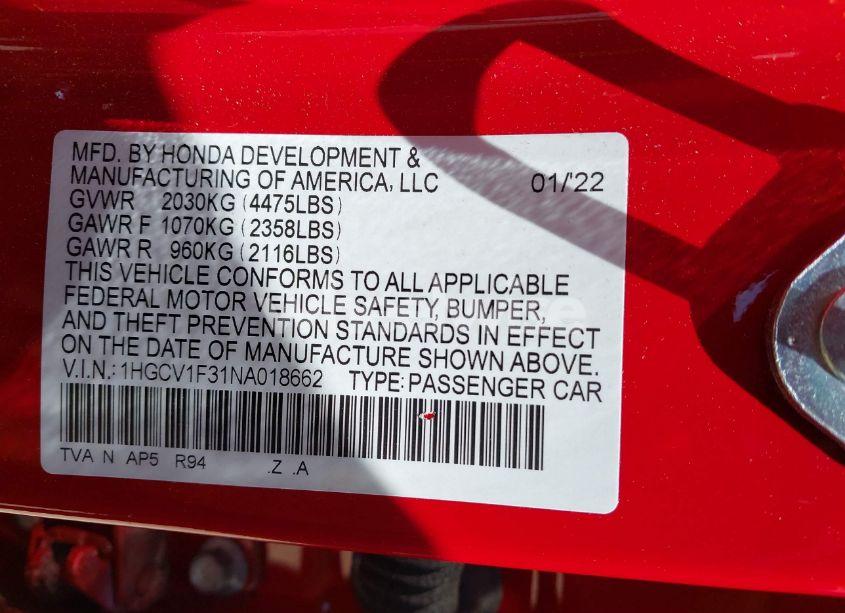 MFD. BY HONDA DEVELOPMENT &
MANUFACTURING OF AMERICA, LLC 01/'22
GVWR 2030KG (4475LBS)
GAWR F 1070KG (2358LBS)
GAWR R 960KG (2116LBS)
THIS VEHICLE CONFORMS TO ALL APPLICABLE
FEDERAL MOTOR VEHICLE SAFETY, BUMPER,
AND THEFT PREVENTION STANDARDS IN EFFECT
ON THE DATE OF MANUFACTURE SHOWN ABOVE.
V.I.N.: 1HGCV1F31NA018662 TYPE: PASSENGER CAR
TVA N AP5 R94 .Z .A